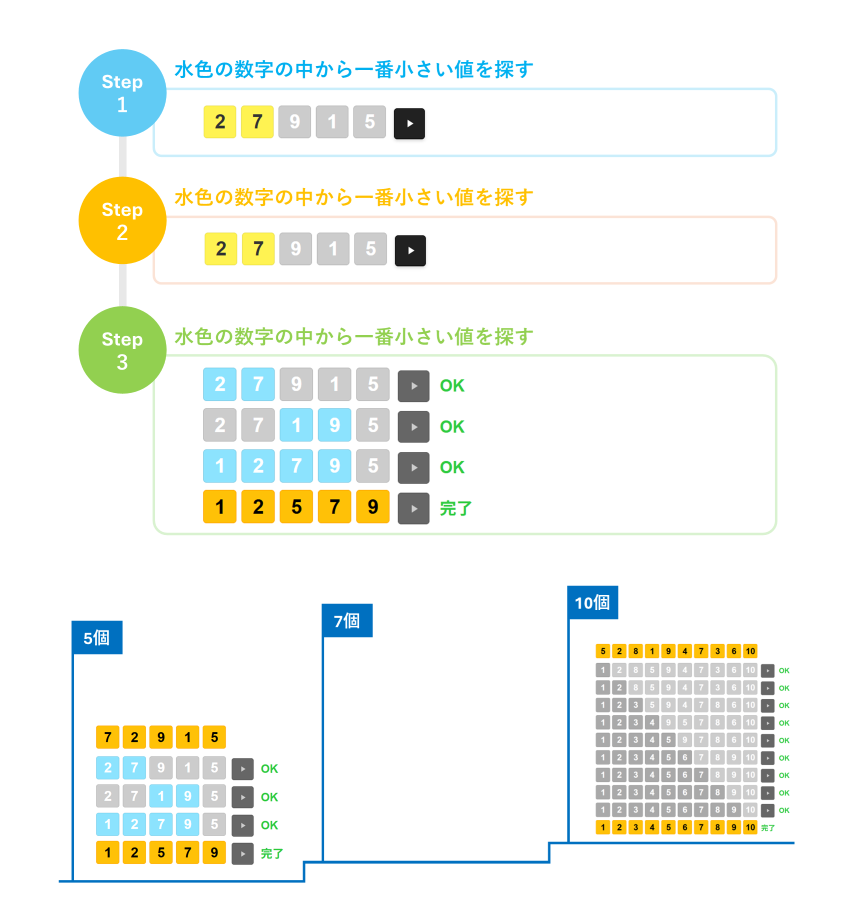 Step
1
水色の数字の中から一番小さい値を探す
2 7 9 1 5
Step
2
水色の数字の中から一番小さい値を探す
2 7 9 1 5
Step
3
水色の数字の中から一番小さい値を探す
2 7 9 1 5 OK
2 7 1 9 5 OK
1 2 7 9 5 OK
1 2 5 7 9 完了
5個
7 2 9 1 5
2 7 9 1 5 OK
2 7 1 9 5 OK
1 2 7 9 5 OK
1 2 5 7 9 完了
7個
10個
5 2 8 1 9 4 7 3 6 10
1 2 8 5 9 4 7 3 6 10 OK
1 2 8 5 9 4 7 3 6 10 OK
1 2 3 5 9 4 7 8 6 10 OK
1 2 3 4 9 5 7 8 6 10 OK
1 2 3 4 5 9 7 8 6 10 OK
1 2 3 4 5 6 7 8 9 10 OK
1 2 3 4 5 6 7 8 9 10 OK
1 2 3 4 5 6 7 8 9 10 OK
1 2 3 4 5 6 7 8 9 10 OK
1 2 3 4 5 6 7 8 9 10 完了